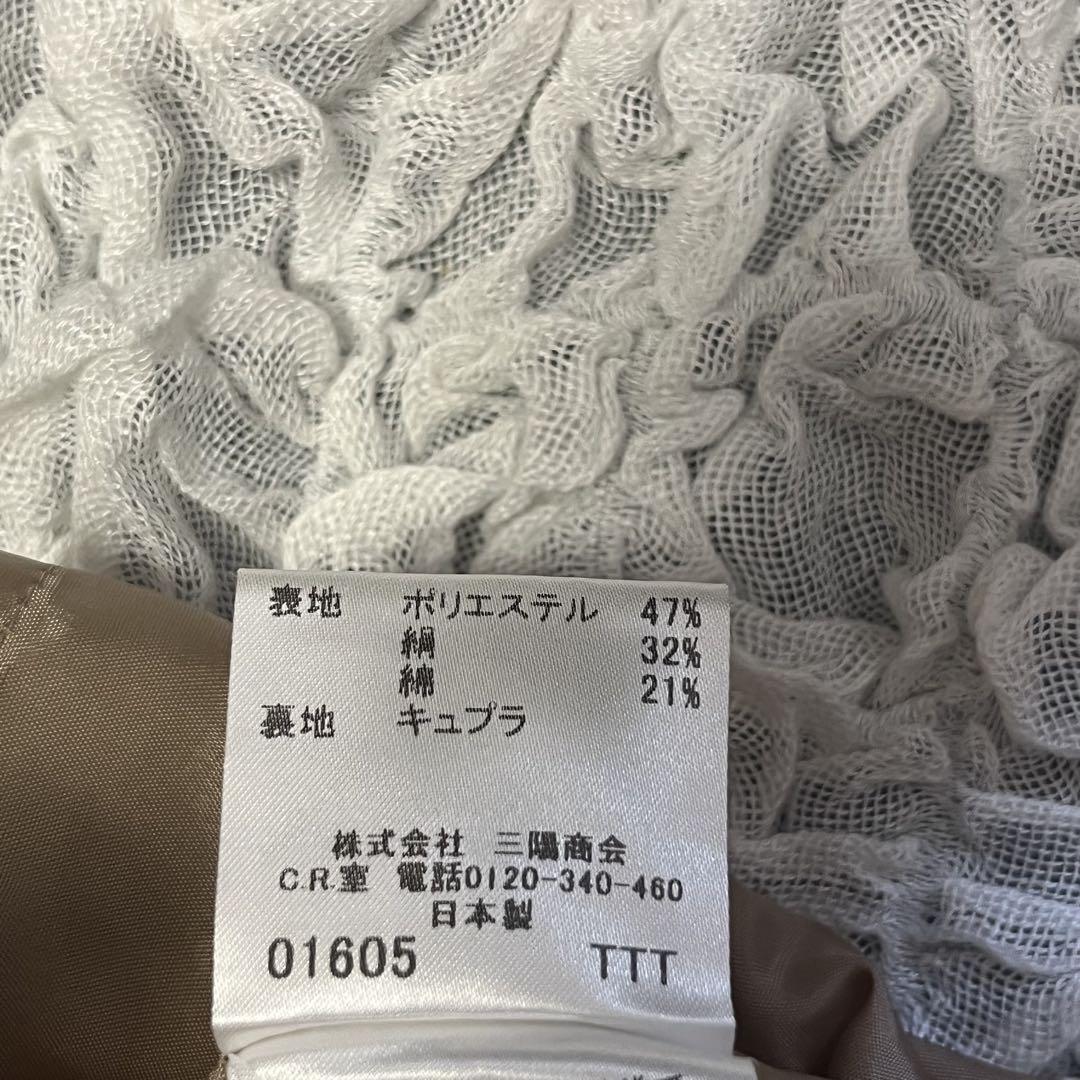 表地 ポリエステル 47%
絹 32%
綿 21%
裏地 キュプラ
株式会社 三陽商会
C.R.室 電話0120-340-460
日本製
01605 TTT